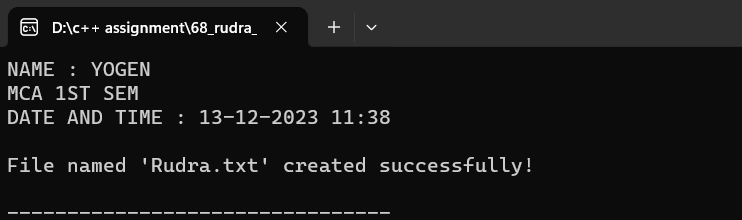 D:\c++ assignment\68_rudra_
NAME : YOGEN
MCA 1ST SEM
DATE AND TIME : 13-12-2023 11:38
File named 'Rudra.txt' created successfully!
--------------------------------